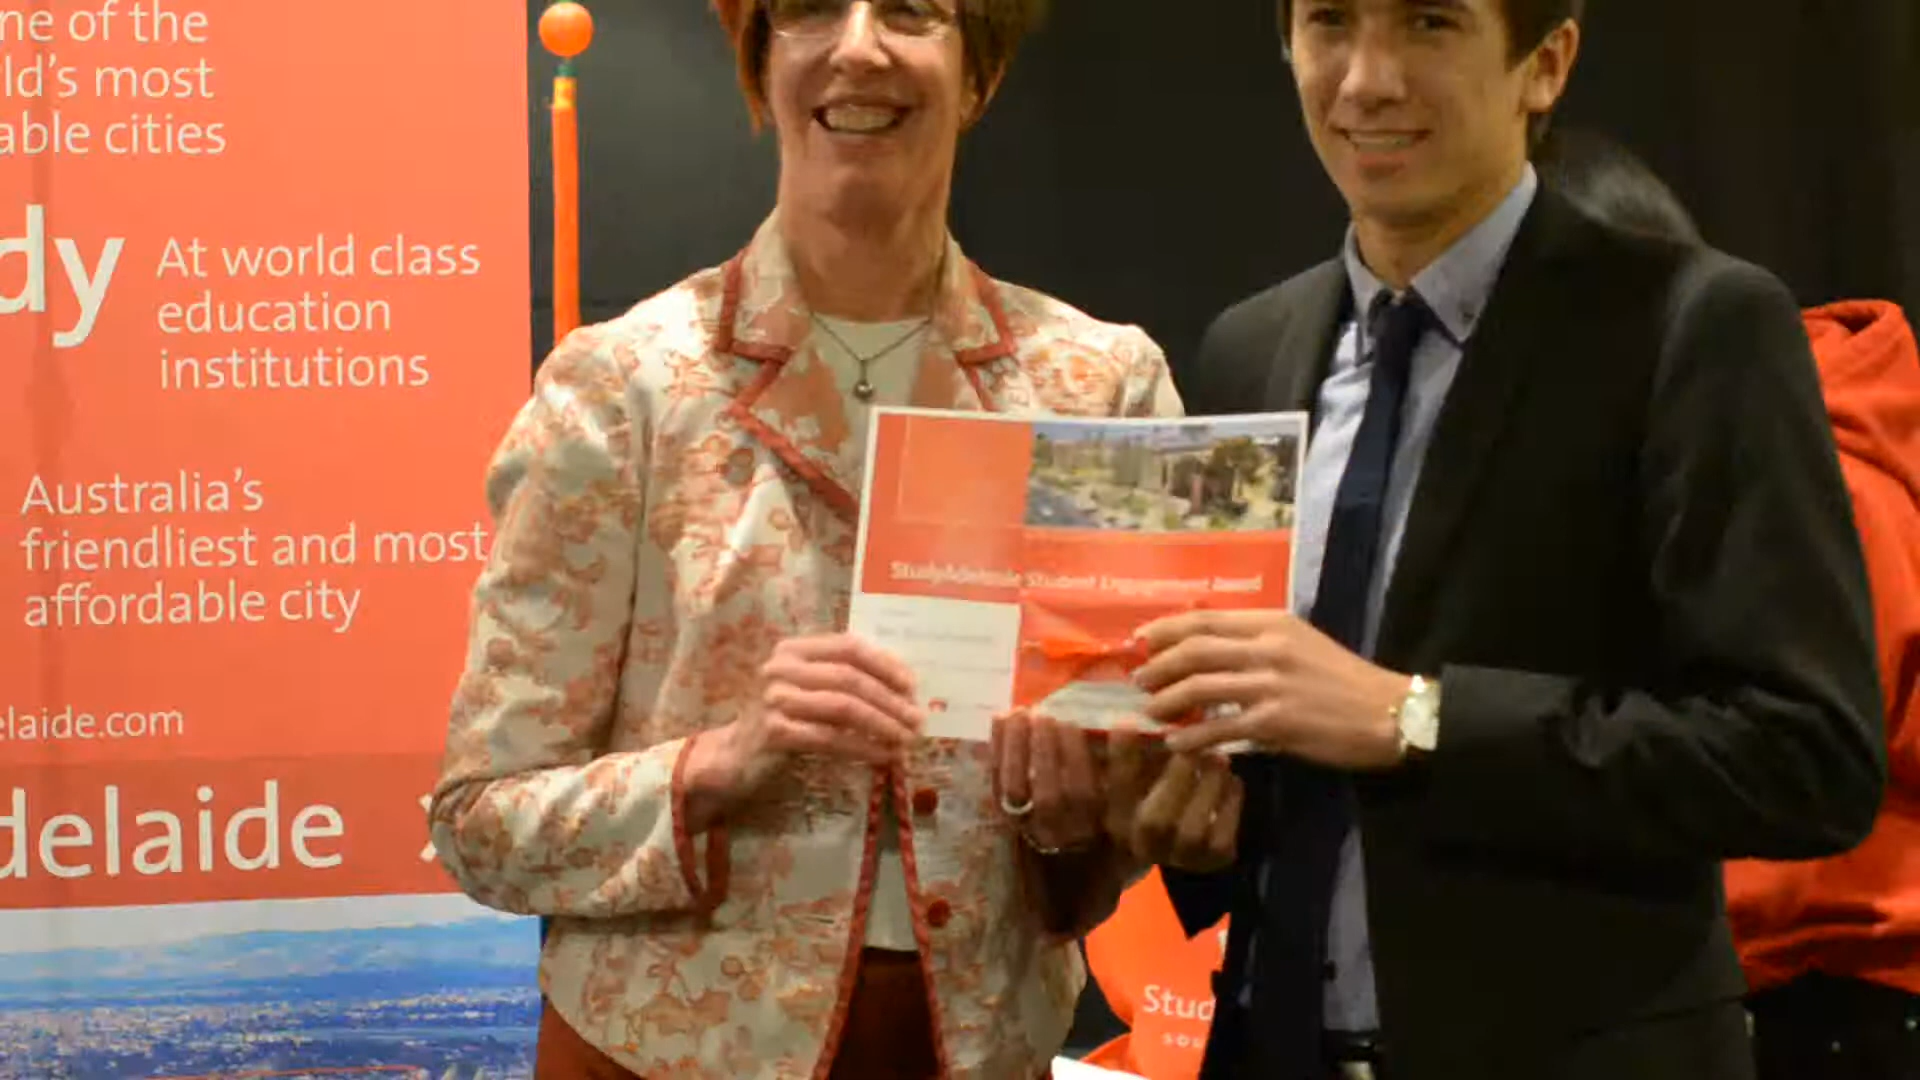 ne of the
ld's most
able cities
dy
At world class
education
institutions
Australia's
friendliest and most
affordable city
elaide.com
delaide
StudyAdelaide Student Engagement Award
Stud
sou